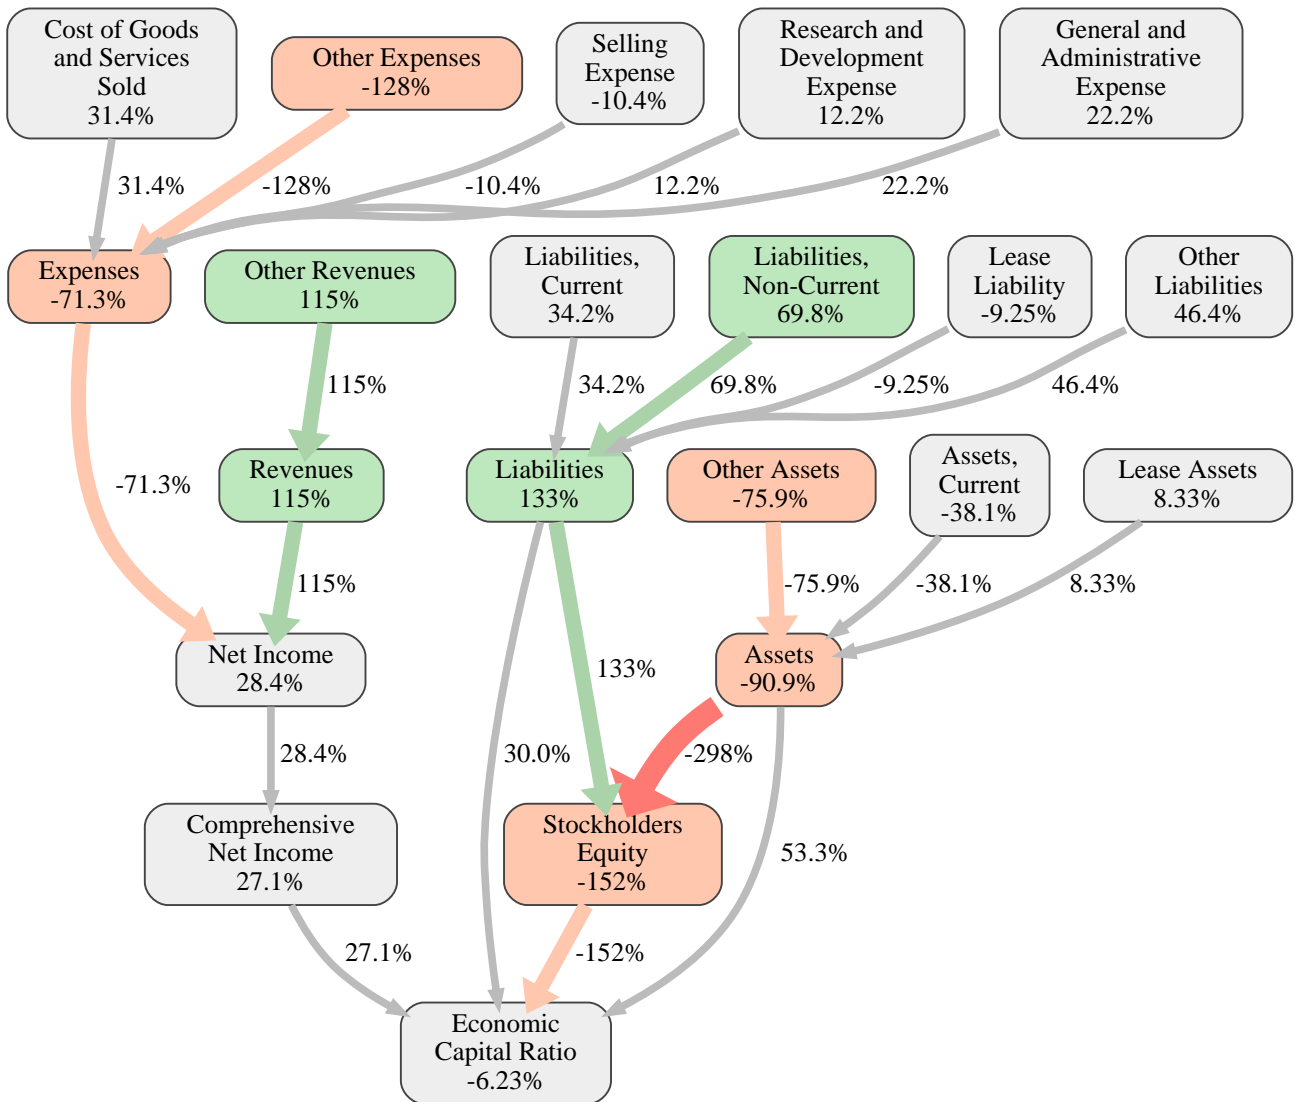 Cost of Goods
and Services
Sold
31.4%
Other Expenses
-128%
Selling
Expense
-10.4%
Research and
Development
Expense
12.2%
General and
Administrative
Expense
22.2%
31.4%
-128%
-10.4%
12.2%
22.2%
Expenses
-71.3%
Other Revenues
115%
Liabilities,
Current
34.2%
Liabilities,
Non-Current
69.8%
Lease
Liability
-9.25%
Other
Liabilities
46.4%
115%
34.2%
69.8%
-9.25%
46.4%
-71.3%
Revenues
115%
Liabilities
133%
Other Assets
-75.9%
Assets,
Current
-38.1%
Lease Assets
8.33%
115%
-75.9%
-38.1%
8.33%
Net Income
28.4%
133%
Assets
-90.9%
28.4%
30.0%
-298%
Comprehensive
Net Income
27.1%
Stockholders
Equity
-152%
53.3%
27.1%
-152%
Economic
Capital Ratio
-6.23%